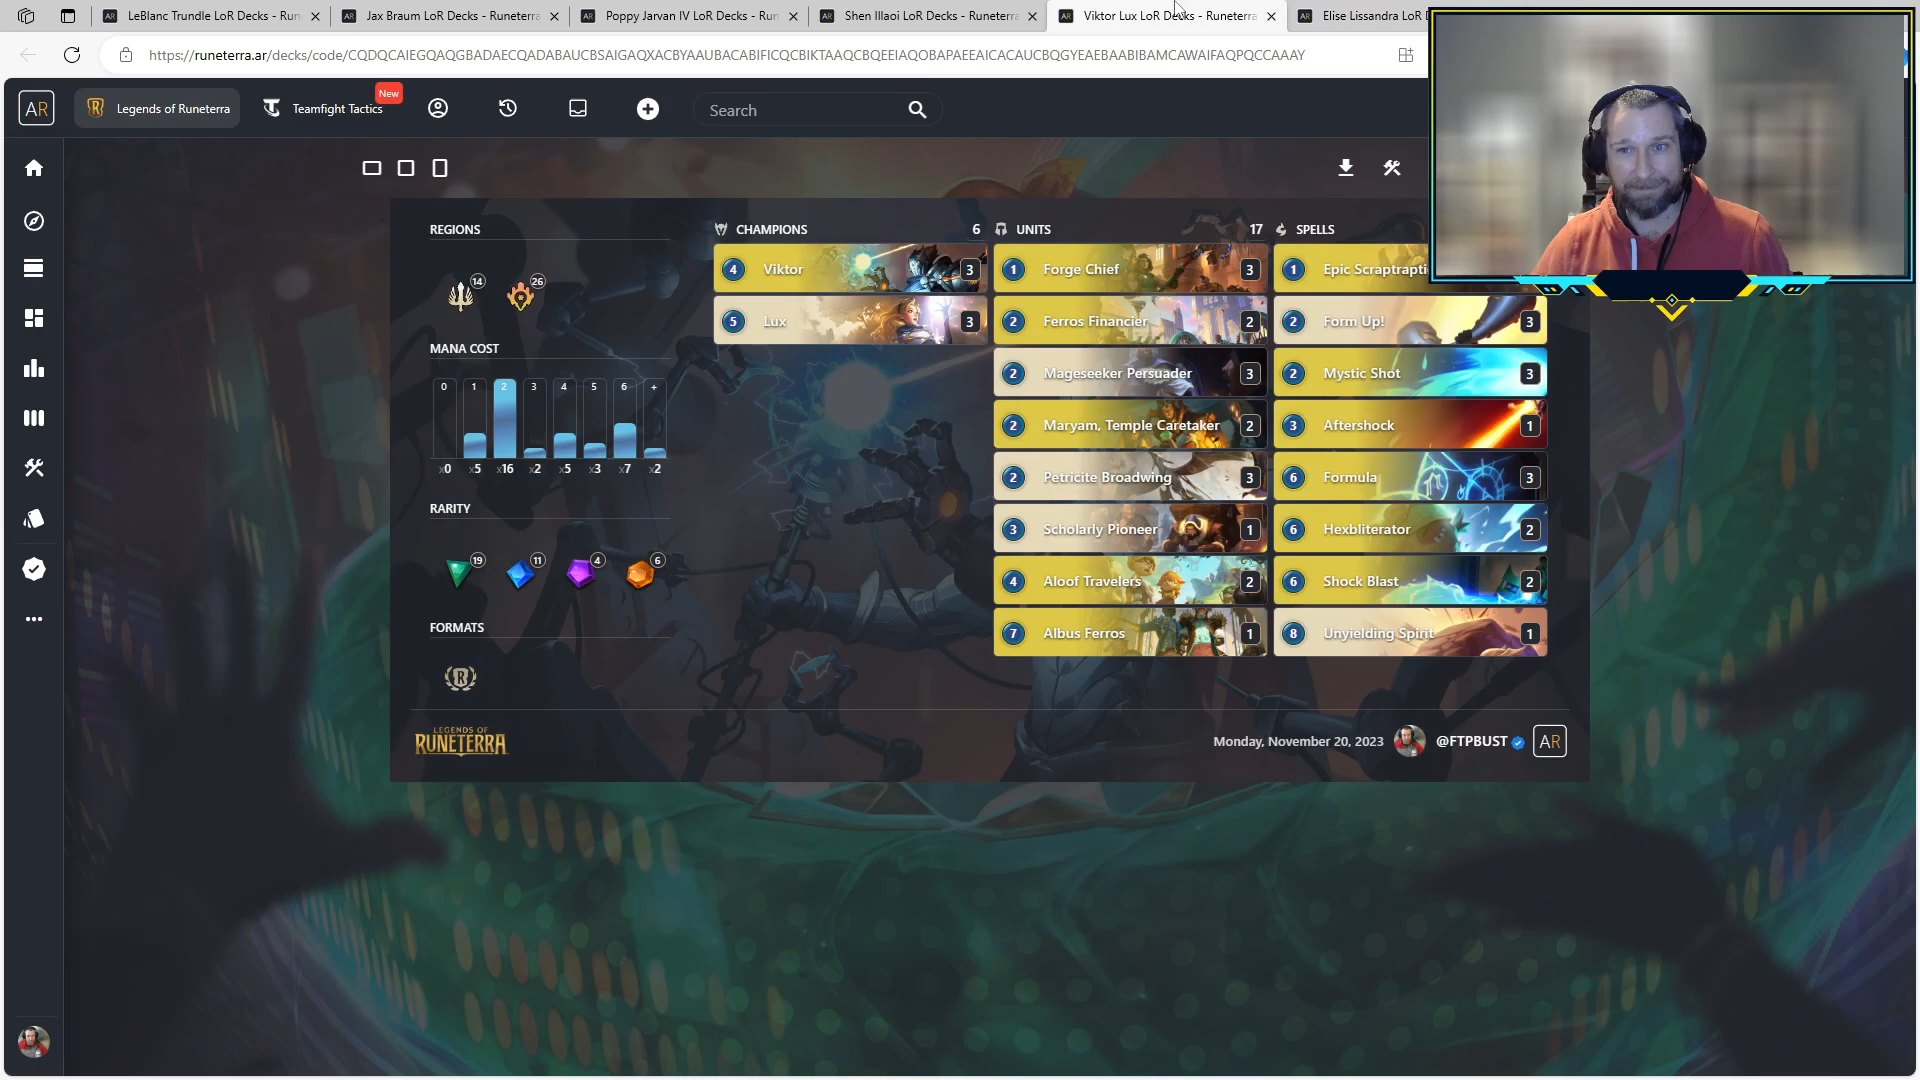 LeBlanc Trundle LoR Decks - Run
Jax Braum LoR Decks - Runeterra
Poppy Jarvan IV LoR Decks - Run
Shen Illaoi LoR Decks - Runeterra
Viktor Lux LoR Decks - Runeterra
Elise Lissandra LoR D
https://runeterra.ar/decks/code/CQDQCAIEGQAQGBADAECQADABAUCBSAIGAQXACBYAAUBACABIFICQCBIKTAAQCBQEEIAQOBAPAEEAICACAUCBQGYEAEBAABIBAMCAWAIFAQPQCCAAAY
AR
Legends of Runeterra
Teamfight Tactics
New
Search
REGIONS
14
26
MANA COST
0 1 2 3 4 5 6 +
x0 x5 x16 x2 x5 x3 x7 x2
RARITY
19 11 4 6
FORMATS
CHAMPIONS 6
4 Viktor 3
5 Lux 3
UNITS 17
1 Forge Chief 3
2 Ferros Financier 2
2 Mageseeker Persuader 3
2 Maryam, Temple Caretaker 2
2 Petricite Broadwing 3
3 Scholarly Pioneer 1
4 Aloof Travelers 2
7 Albus Ferros 1
SPELLS
1 Epic Scraptrapti
2 Form Up! 3
2 Mystic Shot 3
3 Aftershock 1
6 Formula 3
6 Hexbliterator 2
6 Shock Blast 2
8 Unyielding Spirit 1
LEGENDS OF
RUNETERRA
Monday, November 20, 2023
@FTPBUST
AR